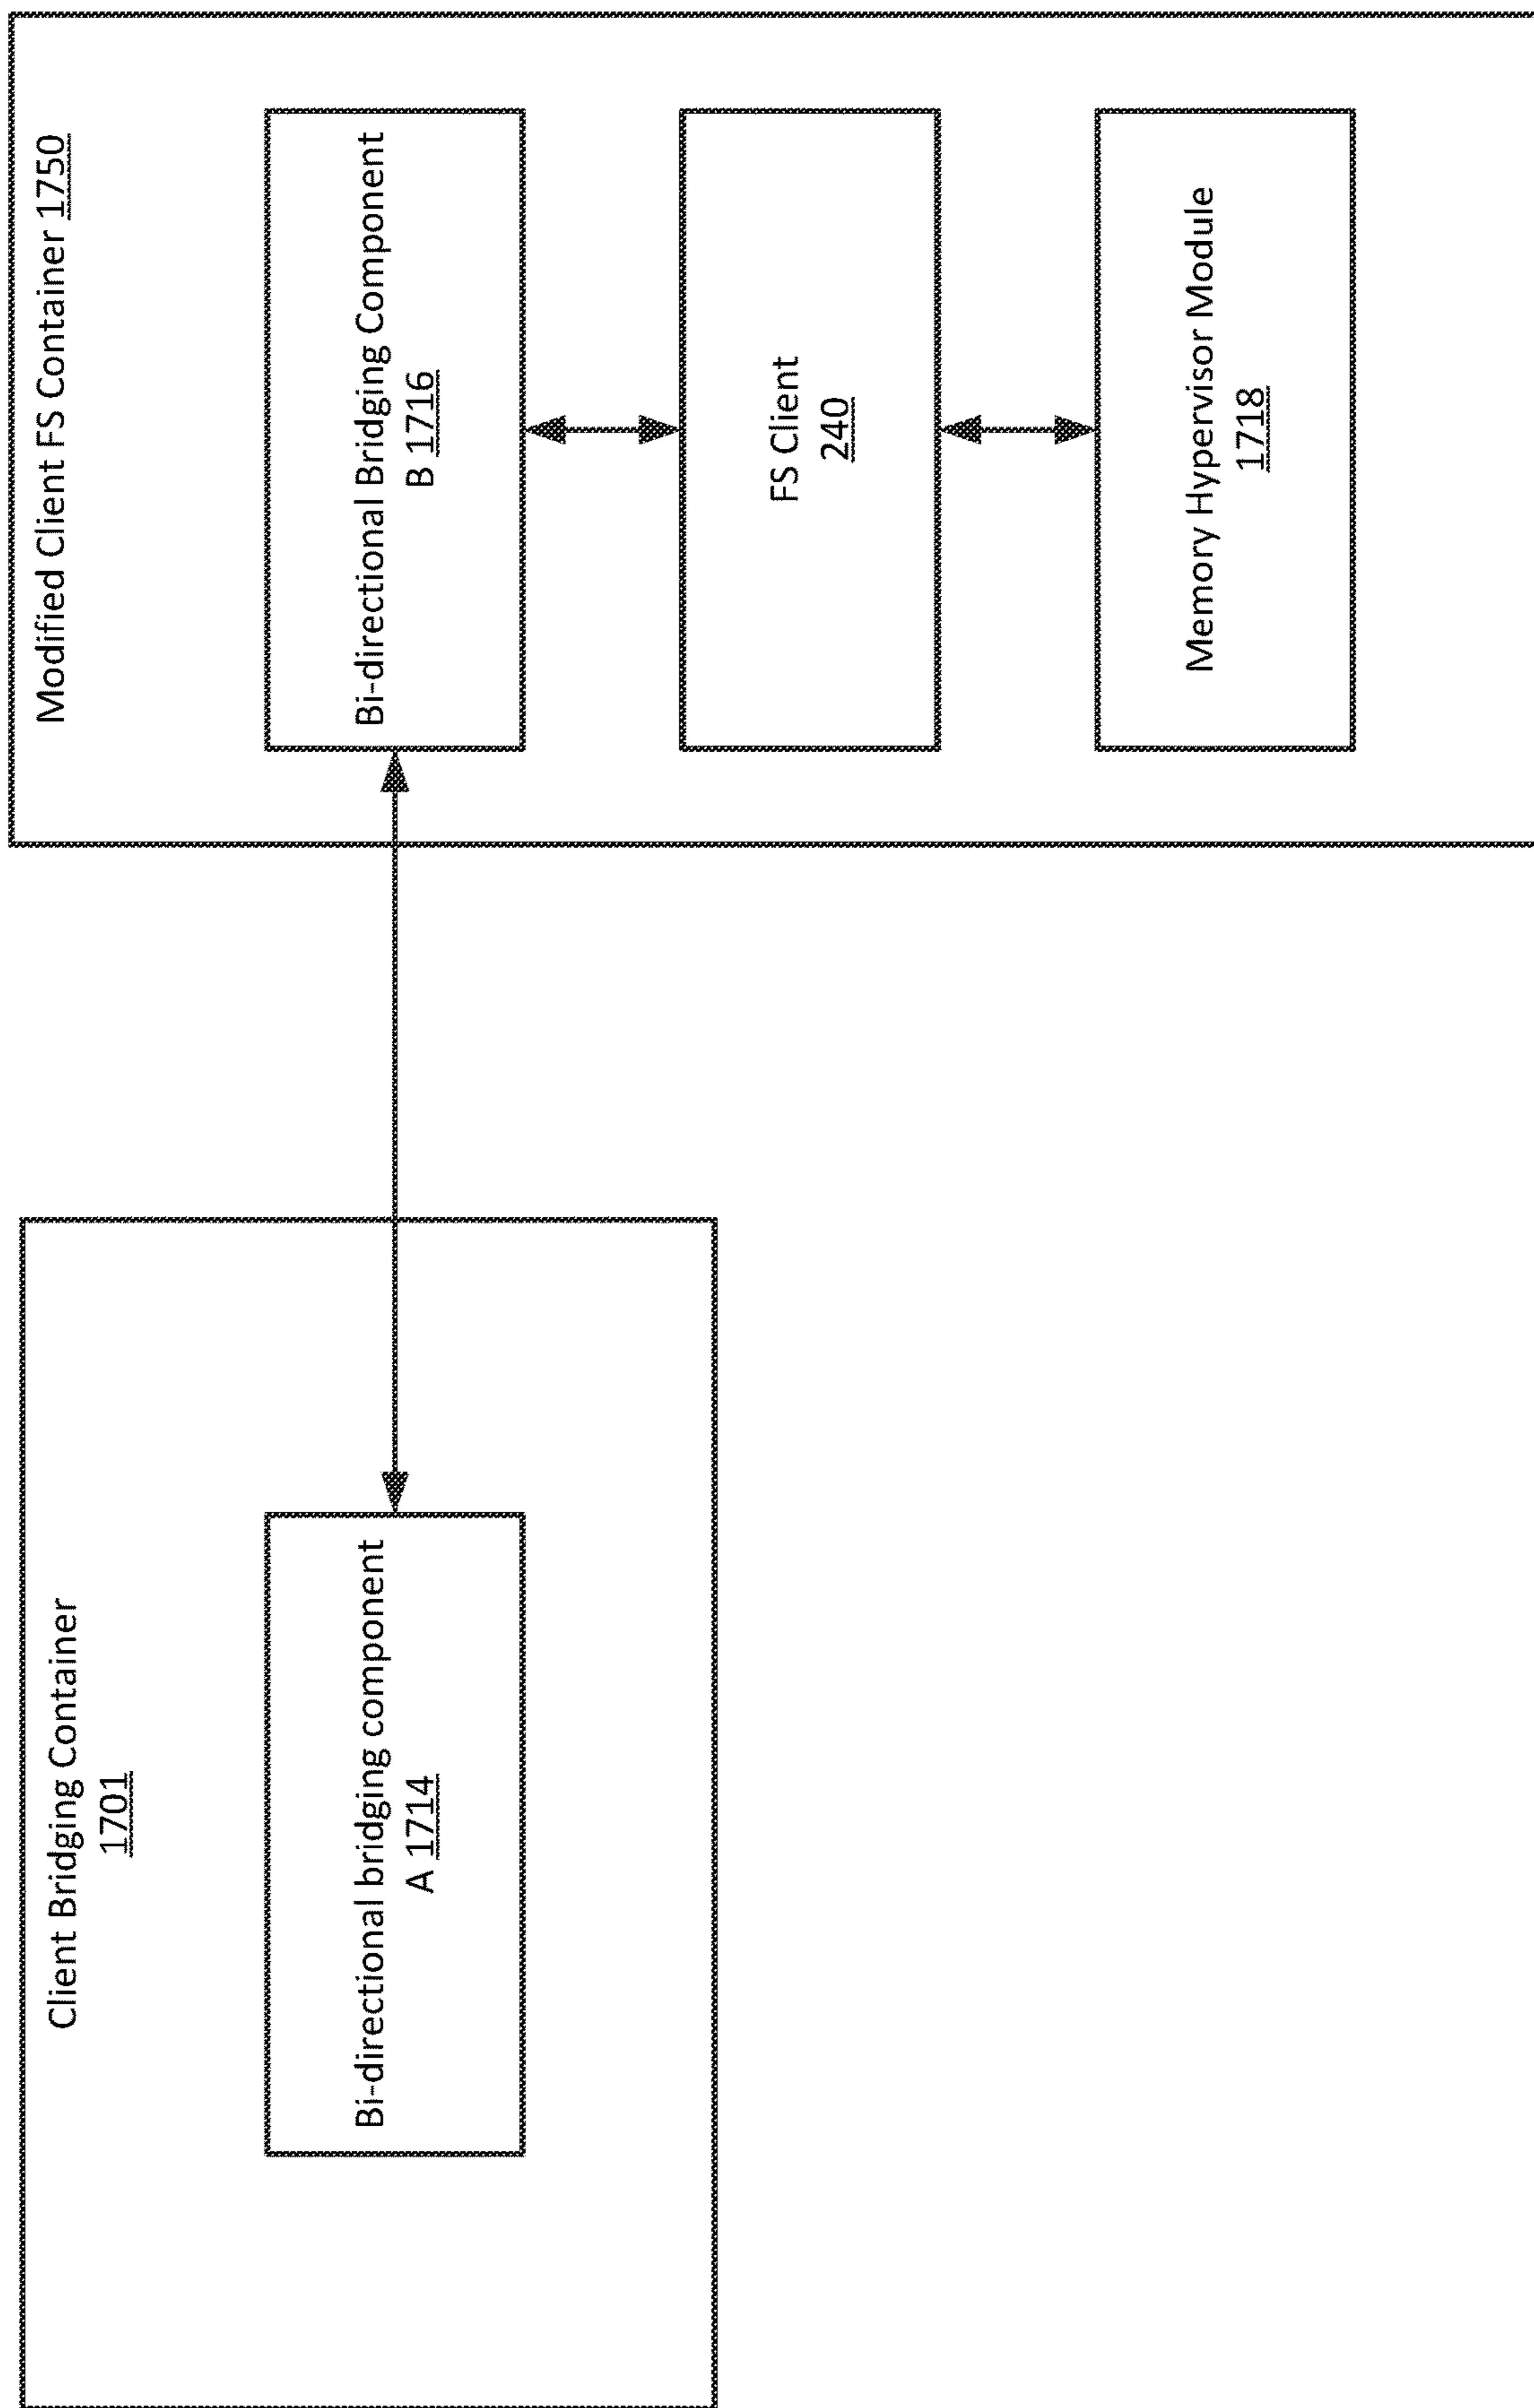 Client Bridging Container
1701
Bi-directional bridging component
A 1714
Modified Client FS Container 1750
Bi-directional Bridging Component
B 1716
FS Client
240
Memory Hypervisor Module
1718